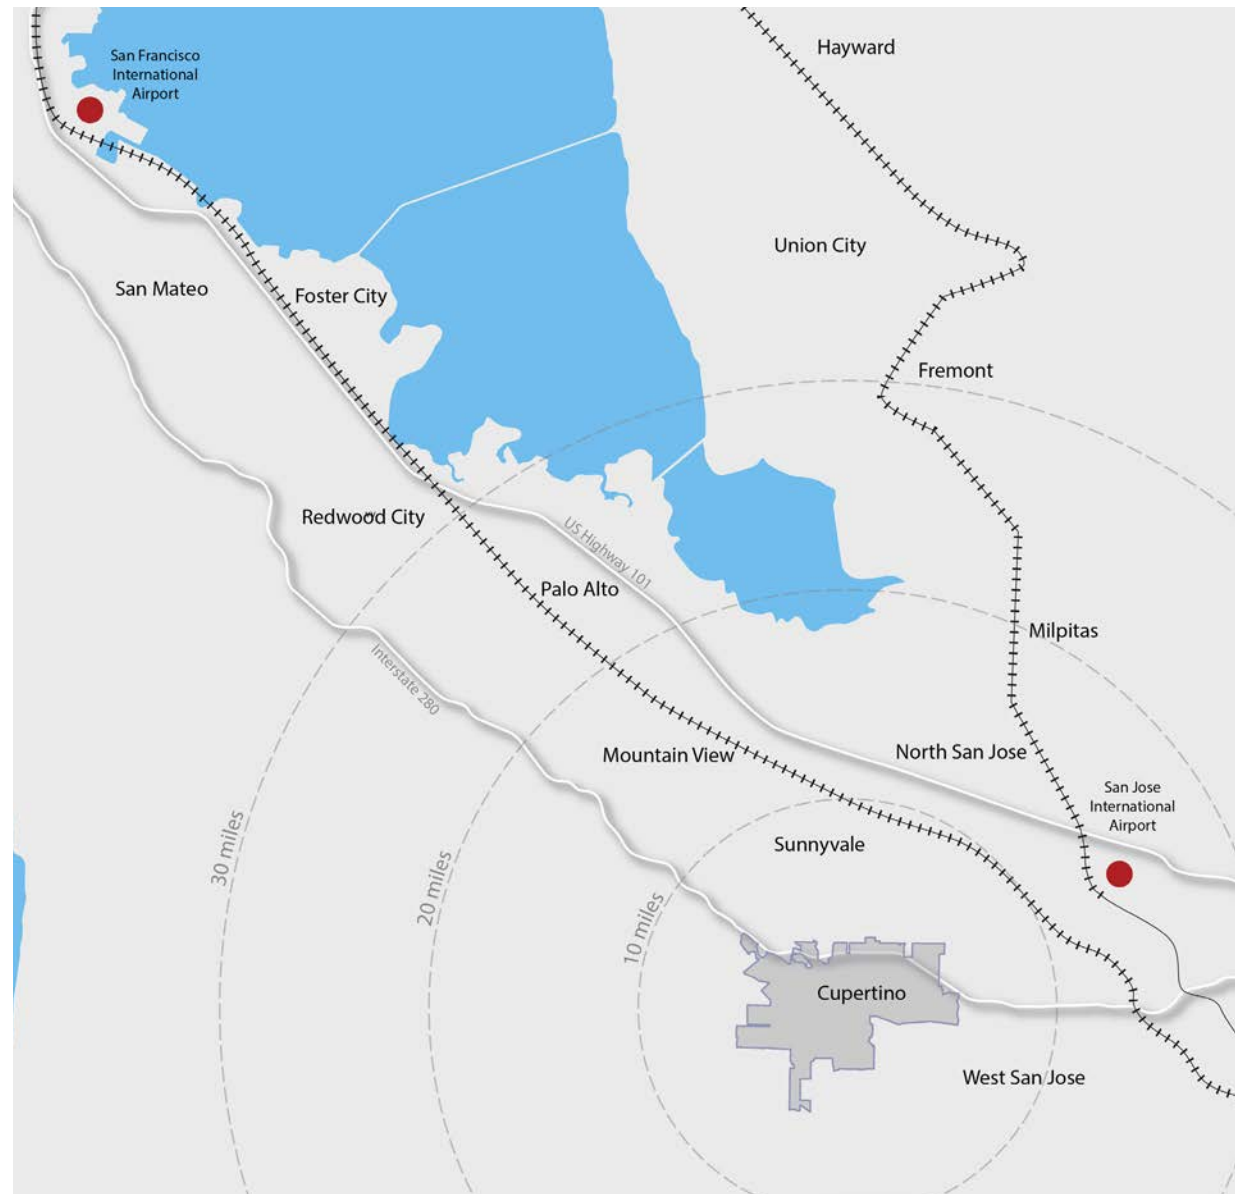 San Francisco
International
Airport
Hayward
Union City
San Mateo
Foster City
Fremont
Redwood City
US Highway 101
Palo Alto
Milpitas
Interstate 280
Mountain View
North San Jose
San Jose
International
Airport
30 miles
20 miles
10 miles
Sunnyvale
Cupertino
West San Jose